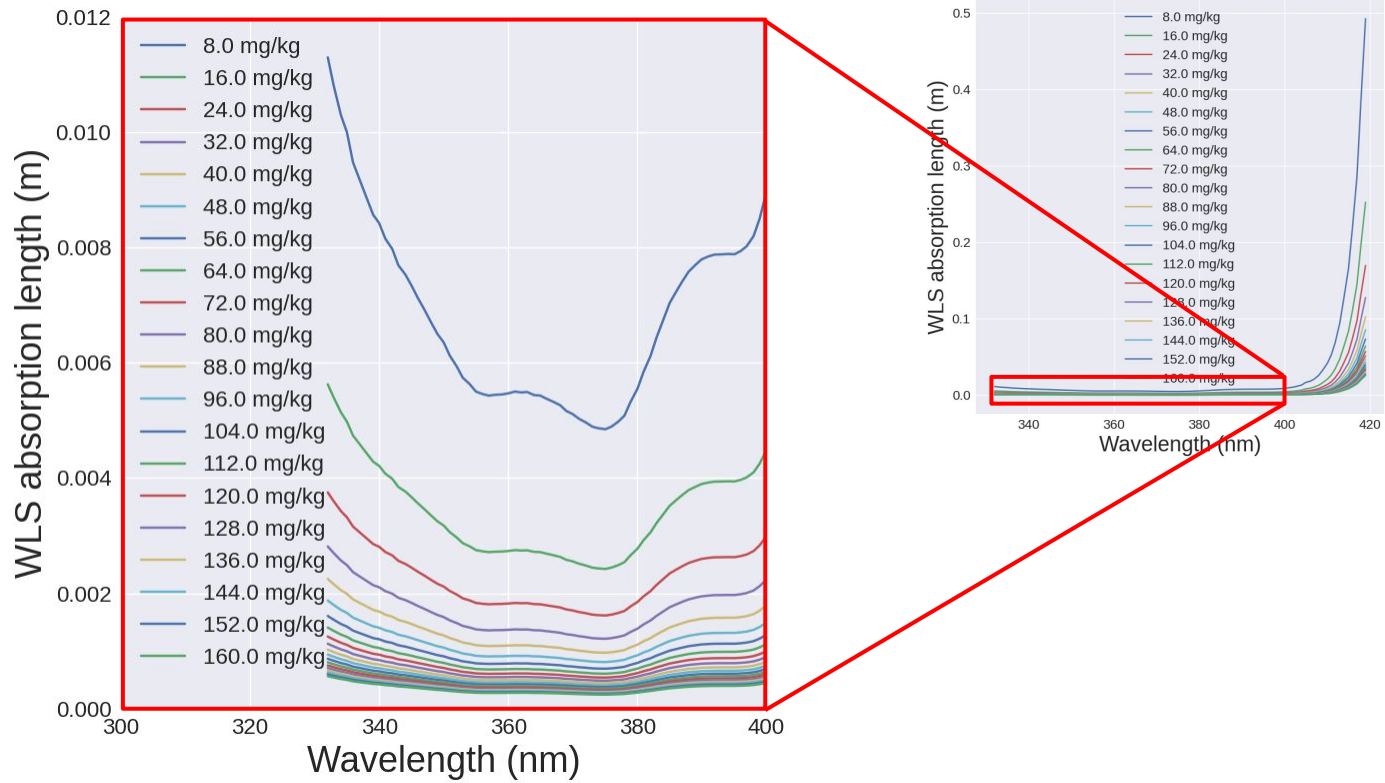 0.012
0.010
0.008
0.006
0.004
0.002
0.000
WLS absorption length (m)
8.0 mg/kg
16.0 mg/kg
24.0 mg/kg
32.0 mg/kg
40.0 mg/kg
48.0 mg/kg
56.0 mg/kg
64.0 mg/kg
72.0 mg/kg
80.0 mg/kg
88.0 mg/kg
96.0 mg/kg
104.0 mg/kg
112.0 mg/kg
120.0 mg/kg
128.0 mg/kg
136.0 mg/kg
144.0 mg/kg
152.0 mg/kg
160.0 mg/kg
300 320 340 360 380 400
Wavelength (nm)
0.5
0.4
0.3
0.2
0.1
0.0
WLS absorption length (m)
8.0 mg/kg
16.0 mg/kg
24.0 mg/kg
32.0 mg/kg
40.0 mg/kg
48.0 mg/kg
56.0 mg/kg
64.0 mg/kg
72.0 mg/kg
80.0 mg/kg
88.0 mg/kg
96.0 mg/kg
104.0 mg/kg
112.0 mg/kg
120.0 mg/kg
128.0 mg/kg
136.0 mg/kg
144.0 mg/kg
152.0 mg/kg
160.0 mg/kg
340 360 380 400 420
Wavelength (nm)